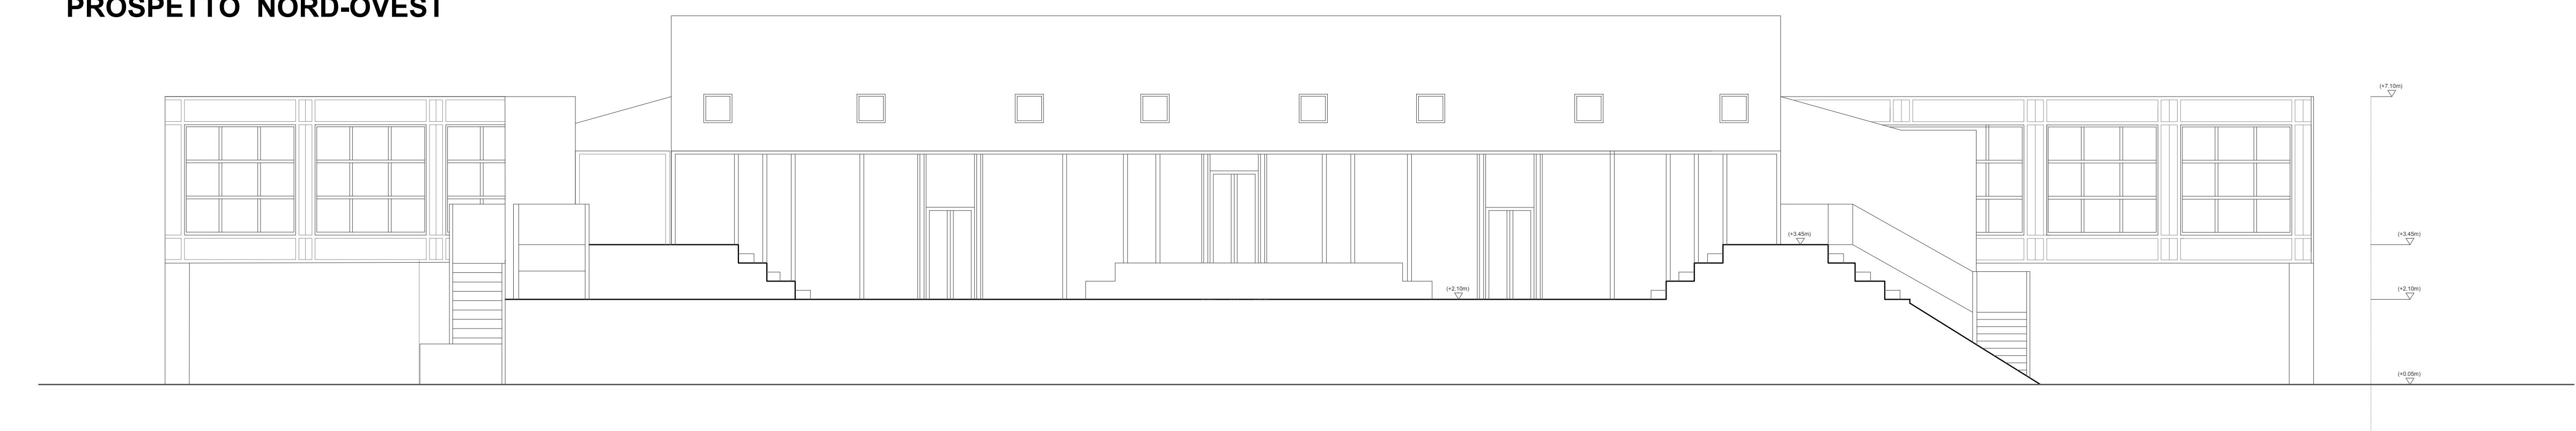 PROSPETTO NORD-OVEST
(+7.10m)
(+3.45m)
(+3.45m)
(+2.10m)
(+2.10m)
(+0.05m)